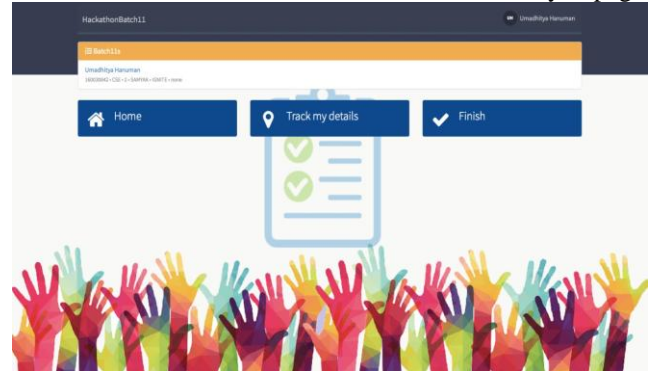 HackathonBatch11
Umadhitya Hanuman
Batch11s
Umadhitya Hanuman
Home
Track my details
Finish